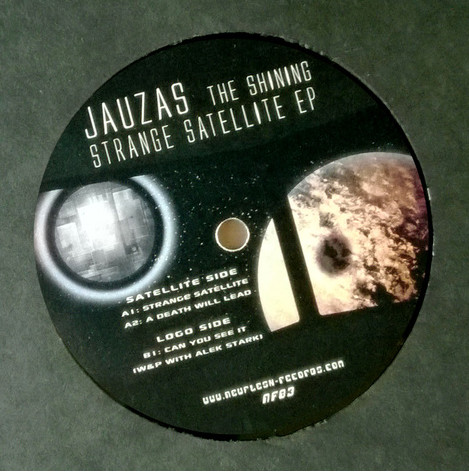 JAUZAS THE SHINING
STRANGE SATELLITE EP
SATELLITE SIDE
A1: STRANGE SATELLITE
A2: A DEATH WILL LEAD
LOGO SIDE
B1: CAN YOU SEE IT
(W&P WITH ALEK STARK)
WWW.NEWFLESH-RECORDS.COM
NF03